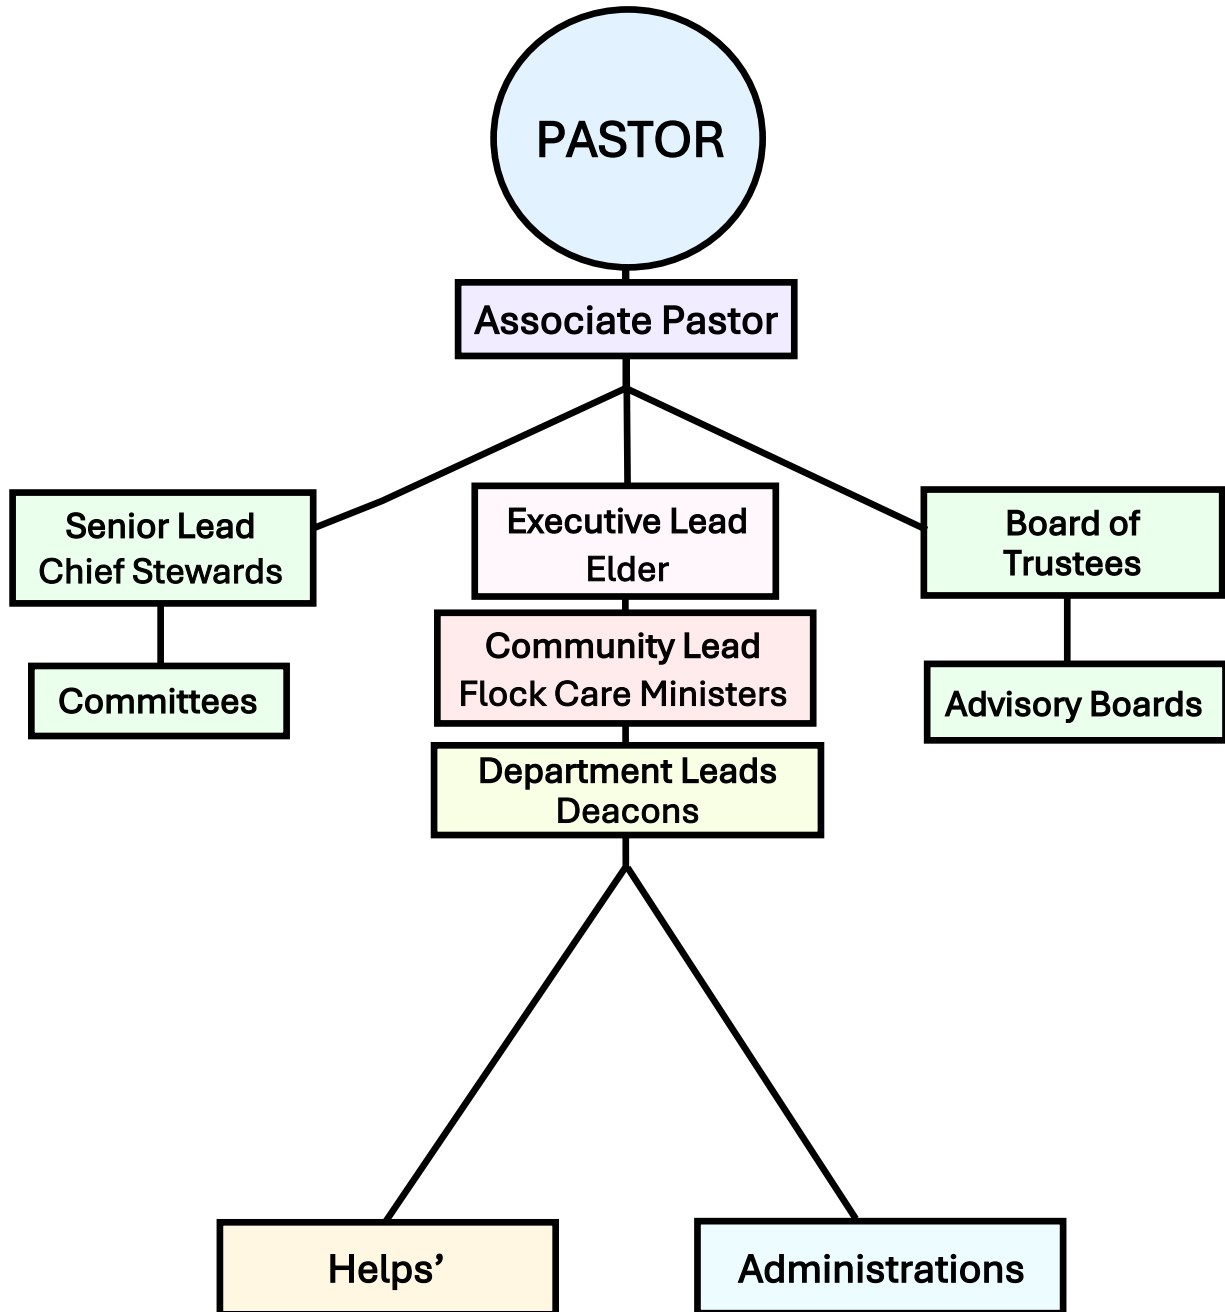 PASTOR
Associate Pastor
Senior Lead
Chief Stewards
Executive Lead
Elder
Board of
Trustees
Community Lead
Flock Care Ministers
Committees
Advisory Boards
Department Leads
Deacons
Helps’
Administrations